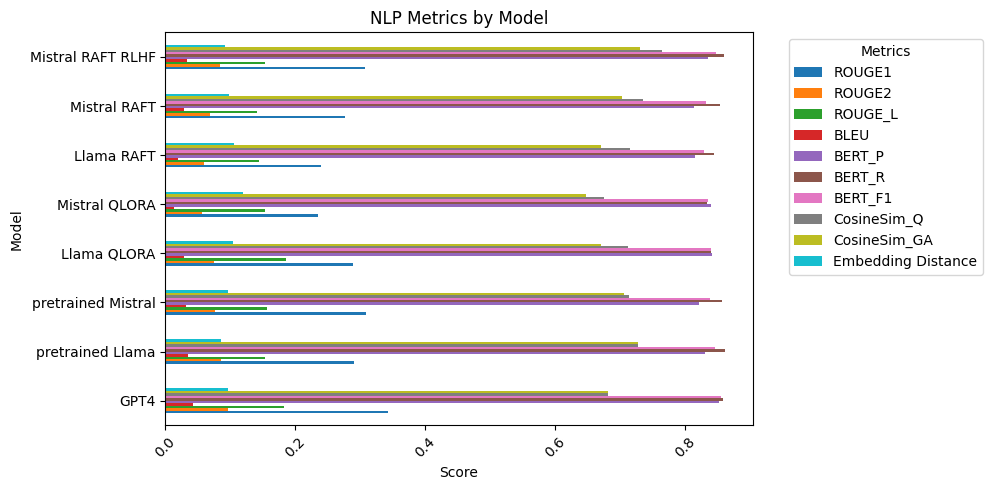 NLP Metrics by Model
Model
Mistral RAFT RLHF
Mistral RAFT
Llama RAFT
Mistral QLORA
Llama QLORA
pretrained Mistral
pretrained Llama
GPT4
0.0
0.2
0.4
0.6
0.8
Score
Metrics
ROUGE1
ROUGE2
ROUGE_L
BLEU
BERT_P
BERT_R
BERT_F1
CosineSim_Q
CosineSim_GA
Embedding Distance